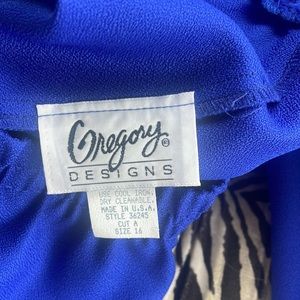 Gregory®
DESIGNS
USE COOL IRON.
DRY CLEANABLE.
MADE IN U.S.A.
STYLE 36245
CUT A
SIZE 16